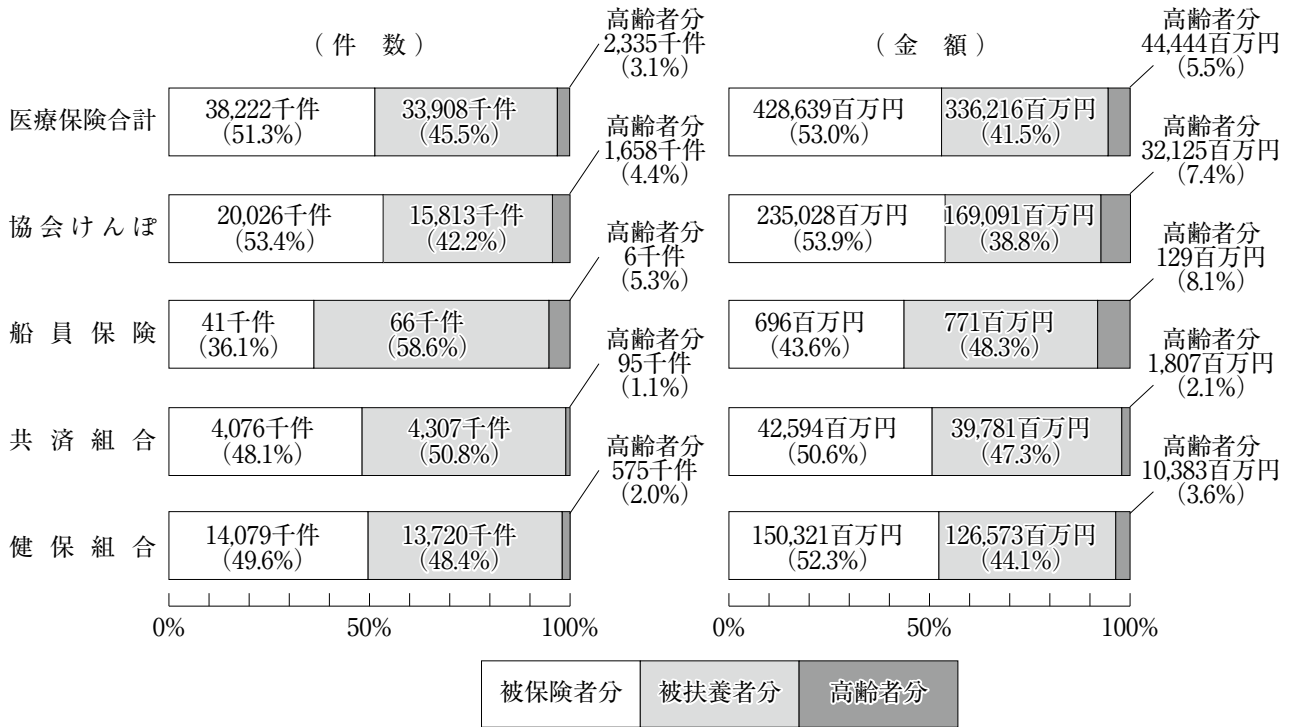 （件　数）
高齢者分
2,335千件
（3.1%）
（金　額）
高齢者分
44,444百万円
（5.5%）
医療保険合計
38,222千件
（51.3%）
33,908千件
（45.5%）
428,639百万円
（53.0%）
336,216百万円
（41.5%）
高齢者分
1,658千件
（4.4%）
高齢者分
32,125百万円
（7.4%）
協会けんぽ
20,026千件
（53.4%）
15,813千件
（42.2%）
235,028百万円
（53.9%）
169,091百万円
（38.8%）
高齢者分
6千件
（5.3%）
高齢者分
129百万円
（8.1%）
船員保険
41千件
（36.1%）
66千件
（58.6%）
696百万円
（43.6%）
771百万円
（48.3%）
高齢者分
95千件
（1.1%）
高齢者分
1,807百万円
（2.1%）
共済組合
4,076千件
（48.1%）
4,307千件
（50.8%）
42,594百万円
（50.6%）
39,781百万円
（47.3%）
高齢者分
575千件
（2.0%）
高齢者分
10,383百万円
（3.6%）
健保組合
14,079千件
（49.6%）
13,720千件
（48.4%）
150,321百万円
（52.3%）
126,573百万円
（44.1%）
0%　50%　100%
0%　50%　100%
被保険者分　被扶養者分　高齢者分